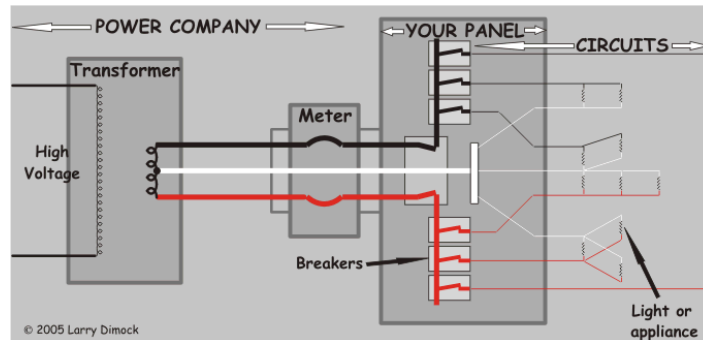 POWER COMPANY
YOUR PANEL
CIRCUITS
Transformer
Meter
High
Voltage
Breakers
Light or
appliance
© 2005 Larry Dimock